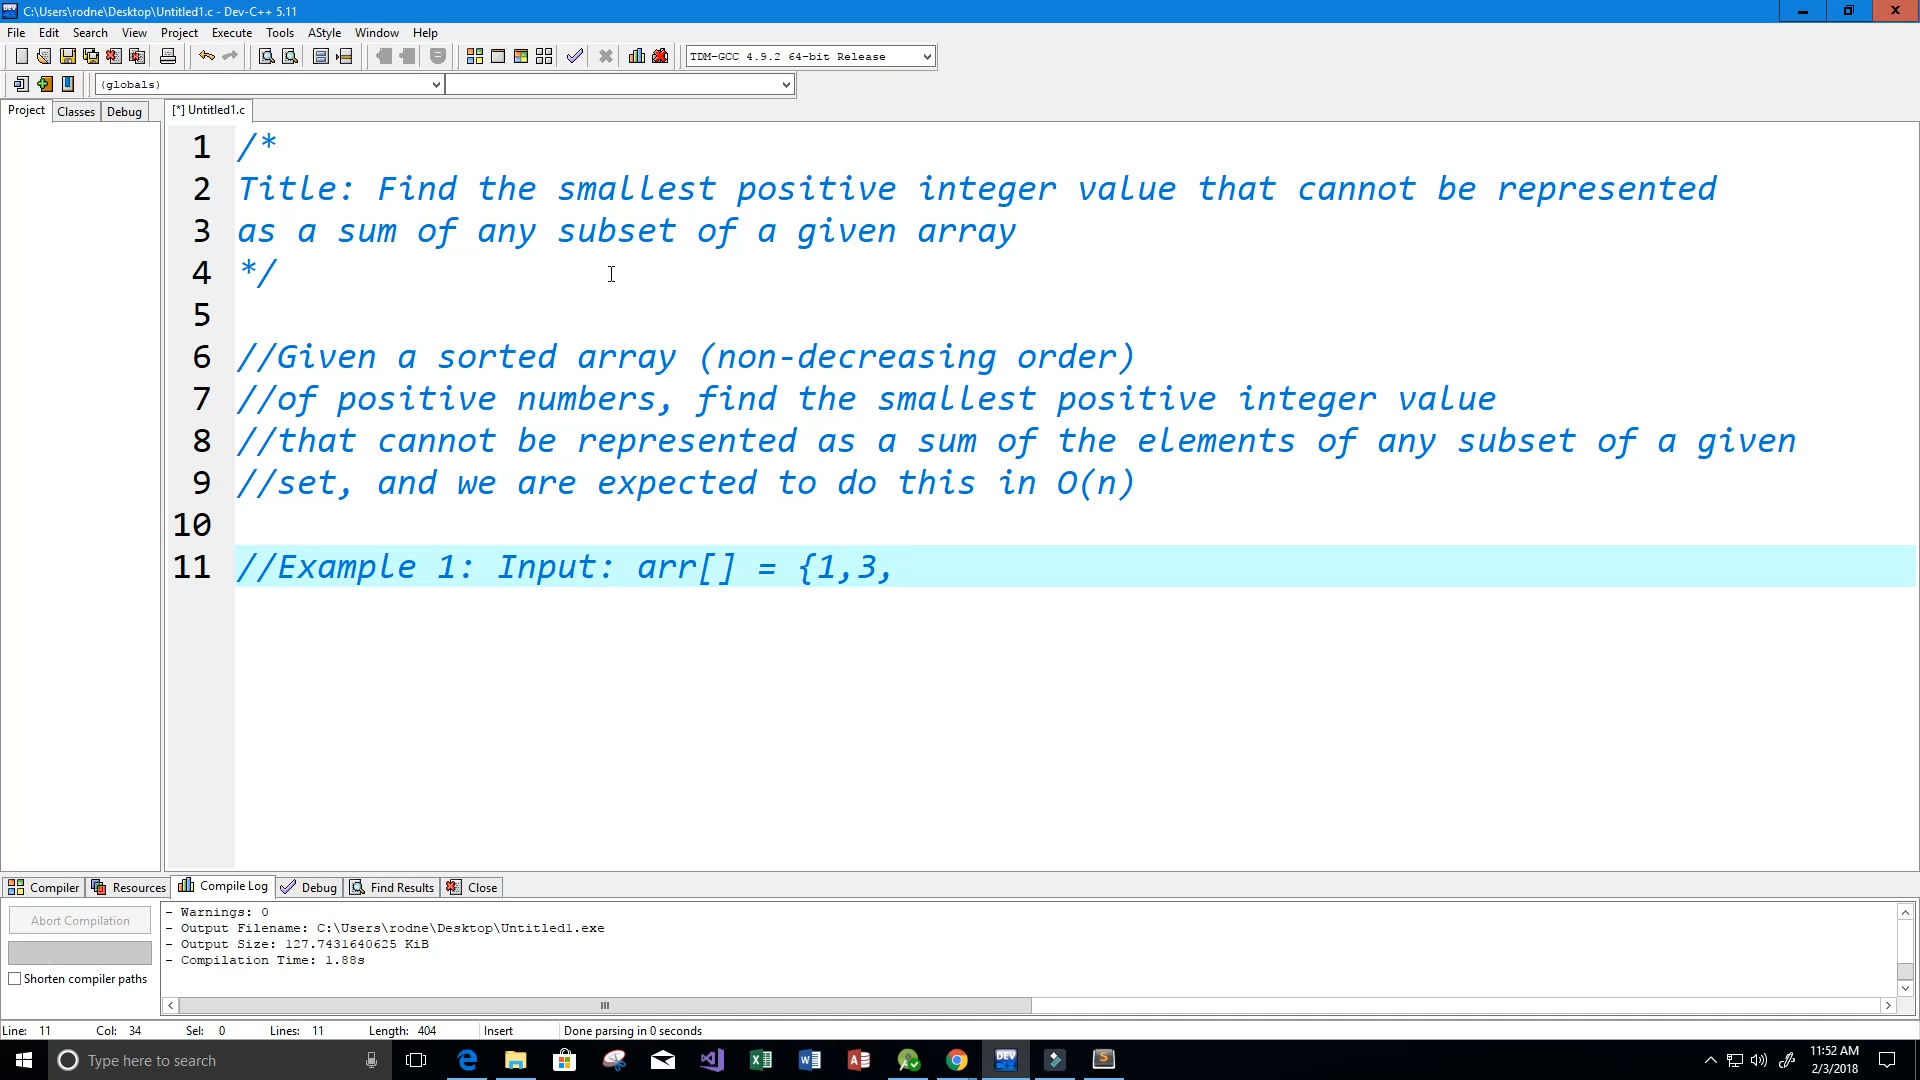 C:\Users\rodne\Desktop\Untitled1.c - Dev-C++ 5.11
File Edit Search View Project Execute Tools AStyle Window Help
TDM-GCC 4.9.2 64-bit Release
(globals)
Project Classes Debug [*] Untitled1.c
1 /*
2 Title: Find the smallest positive integer value that cannot be represented
3 as a sum of any subset of a given array
4 */
5
6 //Given a sorted array (non-decreasing order)
7 //of positive numbers, find the smallest positive integer value
8 //that cannot be represented as a sum of the elements of any subset of a given
9 //set, and we are expected to do this in O(n)
10
11 //Example 1: Input: arr[] = {1,3,
Compiler Resources Compile Log Debug Find Results Close
Abort Compilation
Shorten compiler paths
- Warnings: 0
- Output Filename: C:\Users\rodne\Desktop\Untitled1.exe
- Output Size: 127.7431640625 KiB
- Compilation Time: 1.88s
Line: 11 Col: 34 Sel: 0 Lines: 11 Length: 404 Insert Done parsing in 0 seconds
Type here to search
DEV
11:52 AM
2/3/2018